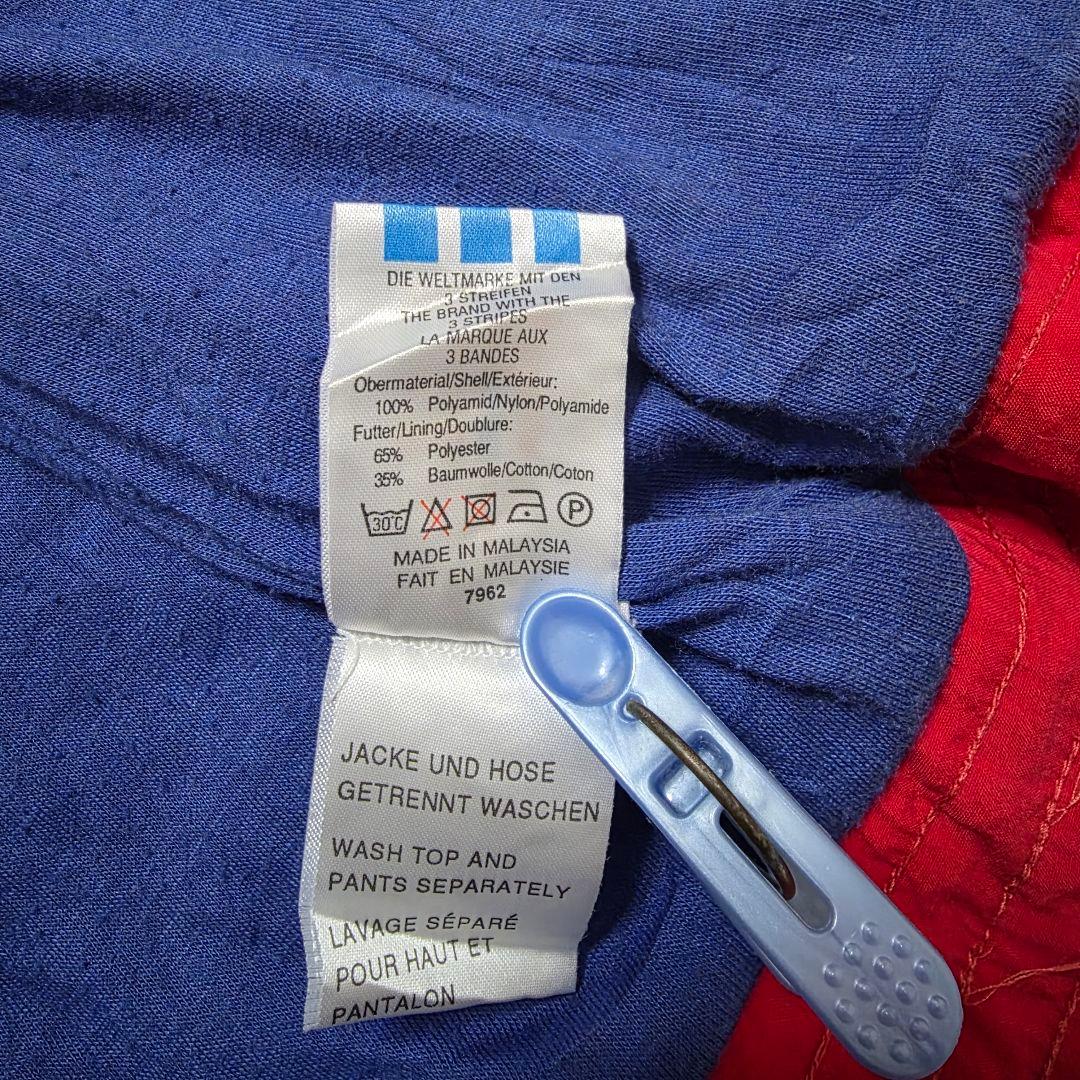 DIE WELTMARKE MIT DEN
3 STREIFEN
THE BRAND WITH THE
3 STRIPES
LA MARQUE AUX
3 BANDES
Obermaterial/Shell/Extérieur:
100% Polyamid/Nylon/Polyamide
Futter/Lining/Doublure:
65% Polyester
35% Baumwolle/Cotton/Coton
30°C P
MADE IN MALAYSIA
FAIT EN MALAYSIE
7962
JACKE UND HOSE
GETRENNT WASCHEN
WASH TOP AND
PANTS SEPARATELY
LAVAGE SÉPARÉ
POUR HAUT ET
PANTALON